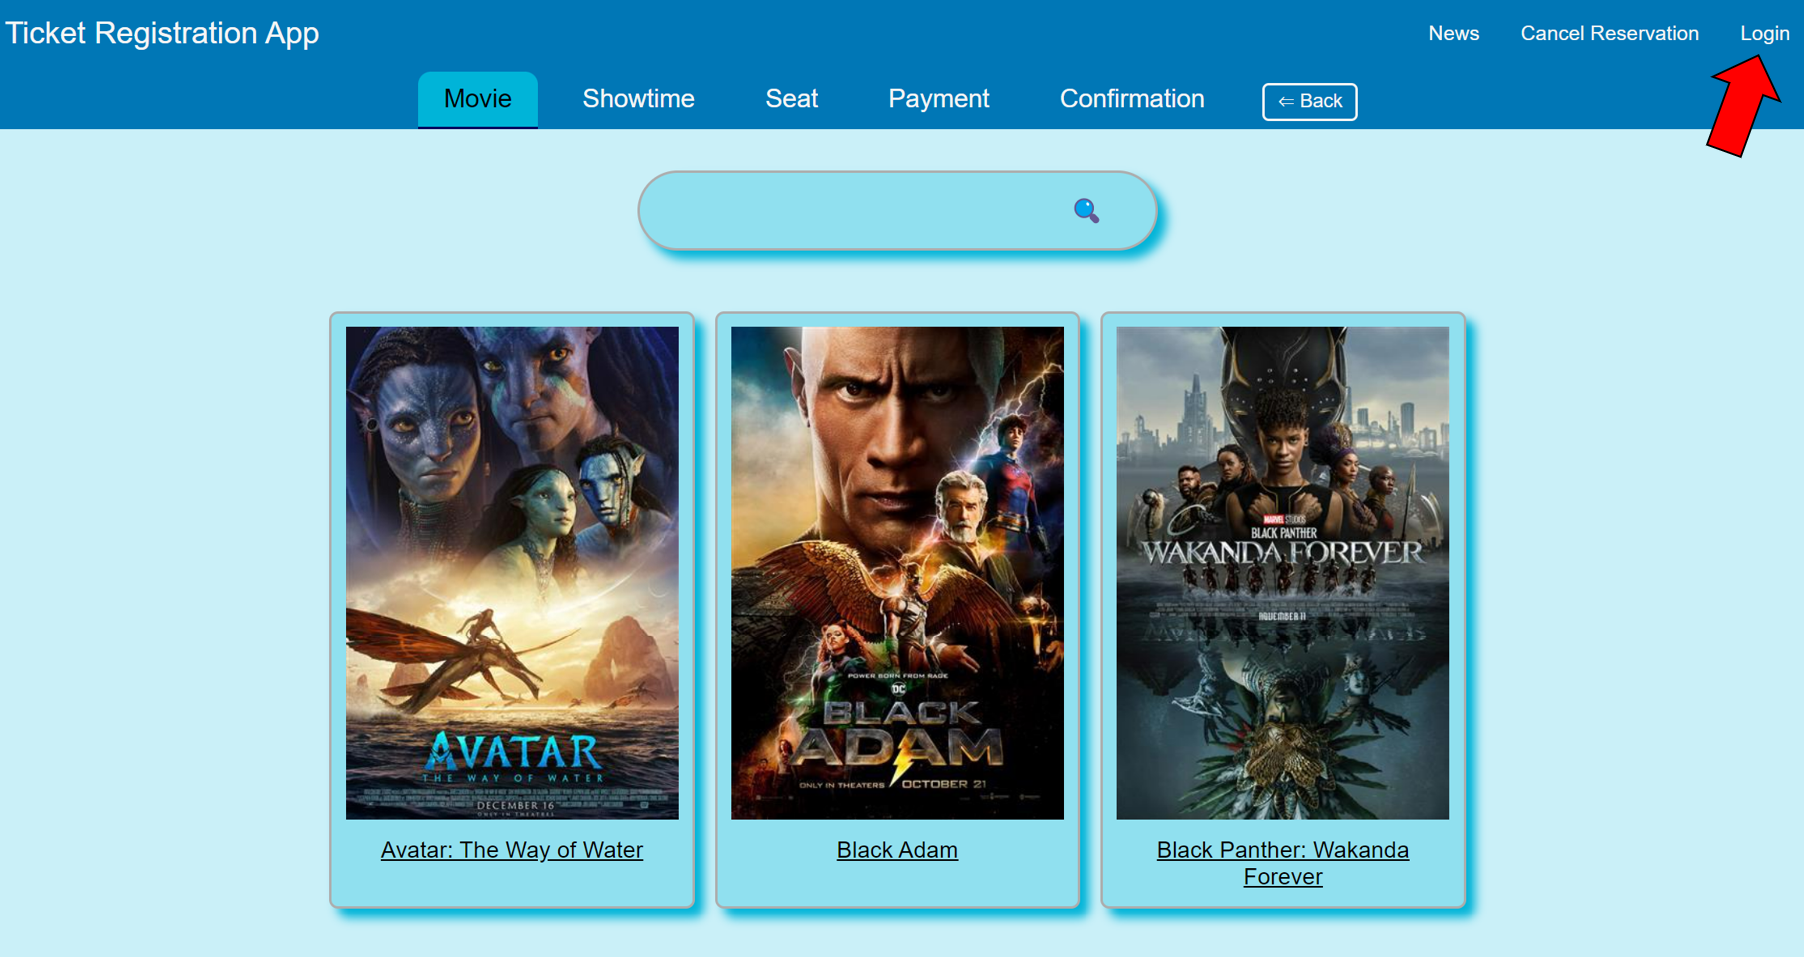 Ticket Registration App
News
Cancel Reservation
Login
Movie
Showtime
Seat
Payment
Confirmation
⇐ Back
AVATAR
THE WAY OF WATER
DECEMBER 16
ONLY IN THEATRES
POWER BORN FROM RAGE
DC
BLACK
ADAM
ONLY IN THEATERS OCTOBER 21
MARVEL STUDIOS
BLACK PANTHER
WAKANDA FOREVER
NOVEMBER 11
Avatar: The Way of Water
Black Adam
Black Panther: Wakanda
Forever